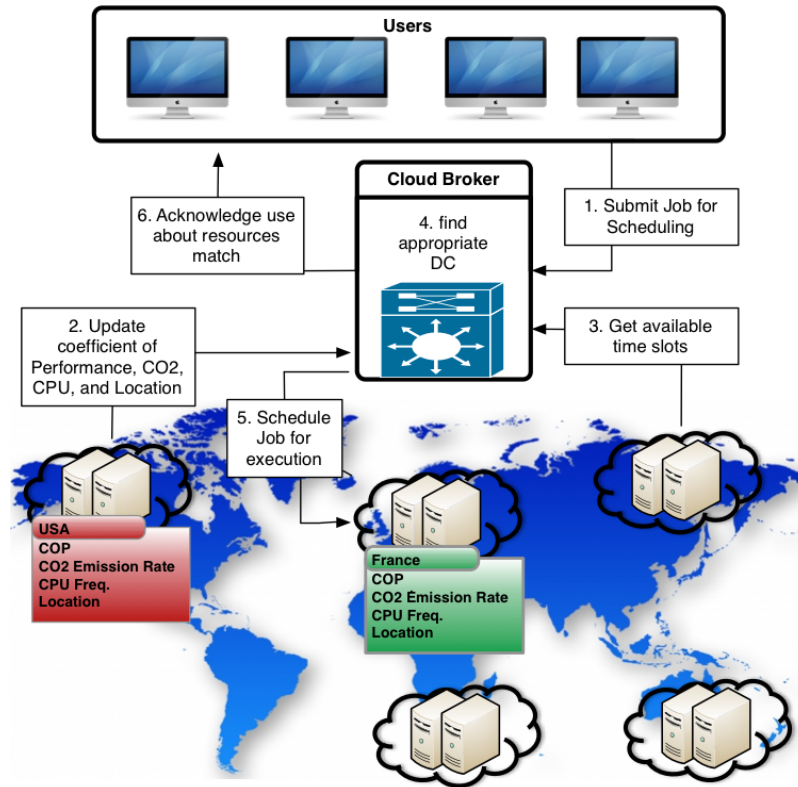 Users
Cloud Broker
4. find
appropriate
DC
1. Submit Job for
Scheduling
6. Acknowledge use
about resources
match
2. Update
coefficient of
Performance, CO2,
CPU, and Location
3. Get available
time slots
5. Schedule
Job for
execution
USA
COP
CO2 Emission Rate
CPU Freq.
Location
France
COP
CO2 Emission Rate
CPU Freq.
Location